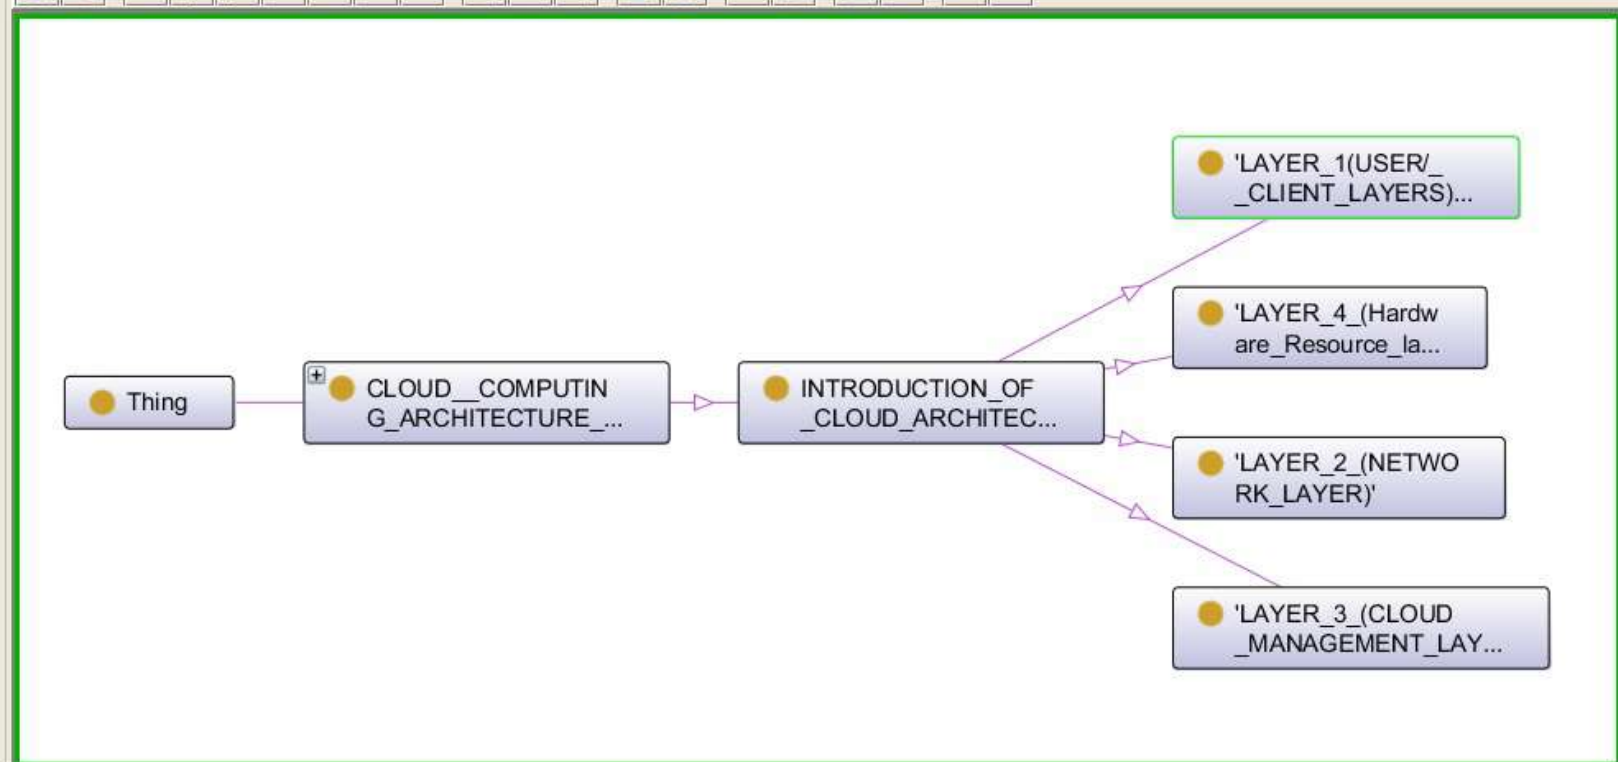 Thing
CLOUD__COMPUTIN
G_ARCHITECTURE_...
INTRODUCTION_OF
_CLOUD_ARCHITEC...
'LAYER_1(USER/_
_CLIENT_LAYERS)...
'LAYER_4_(Hardw
are_Resource_la...
'LAYER_2_(NETWO
RK_LAYER)'
'LAYER_3_(CLOUD
_MANAGEMENT_LAY...